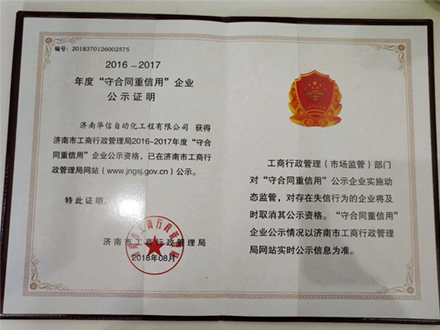 编号: 2018370126002575
2016~2017
年度“守合同重信用”企业
公示证明
济南华信自动化工程有限公司 获得
济南市工商行政管理局2016~2017年度“守
合同重信用”企业公示资格，已在济南市工商行
政管理局网站（www.jngsj.gov.cn）公示。
特此证明。
济南市工商行政管理局
2018年08月
工商行政管理（市场监管）部门
对“守合同重信用”公示企业实施动
态监管，对存在失信行为的企业将及
时取消其公示资格。“守合同重信用”
企业公示情况以济南市工商行政管理
局网站实时公示信息为准。